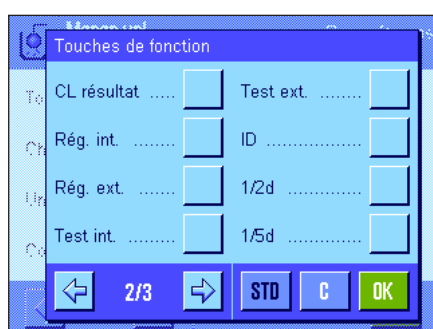 Touches de fonction
CL résultat ..... Test ext. ........
Rég. int. ....... ID ...............
Rég. ext. ....... 1/2d .............
Test int. ......... 1/5d .............
2/3 STD C OK